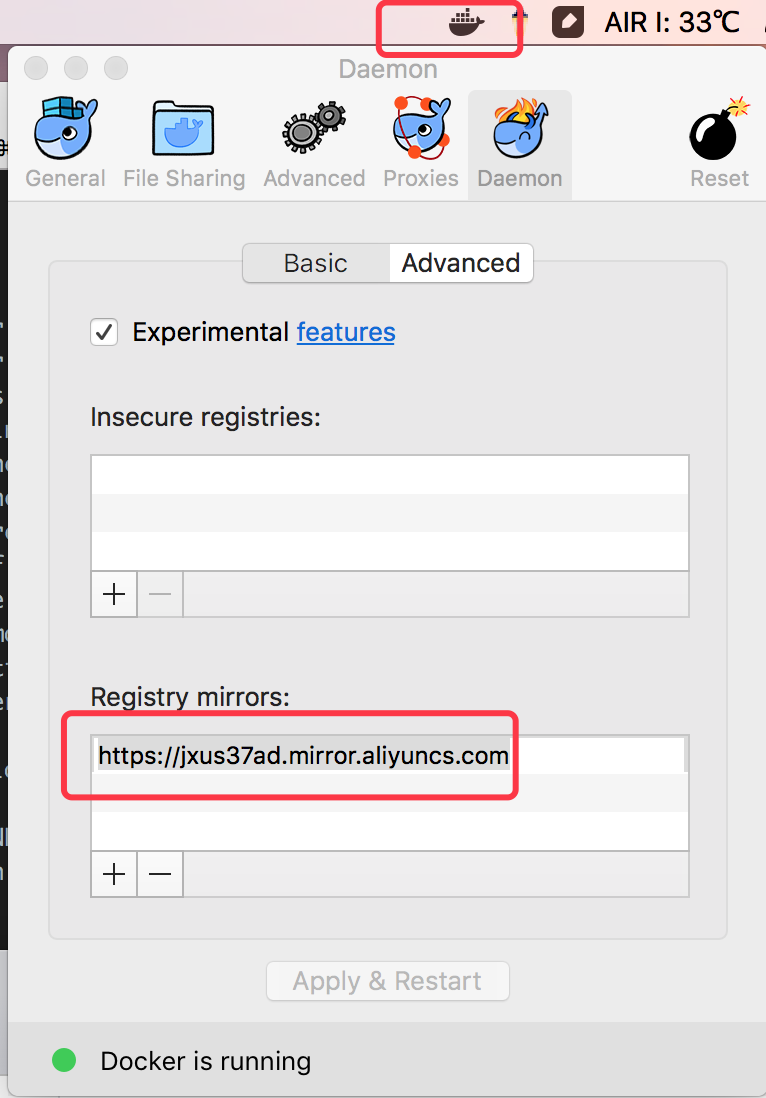 AIR I: 33℃
Daemon
General File Sharing Advanced Proxies Daemon Reset
Basic Advanced
Experimental features
Insecure registries:
Registry mirrors:
https://jxus37ad.mirror.aliyuncs.com
Apply & Restart
Docker is running